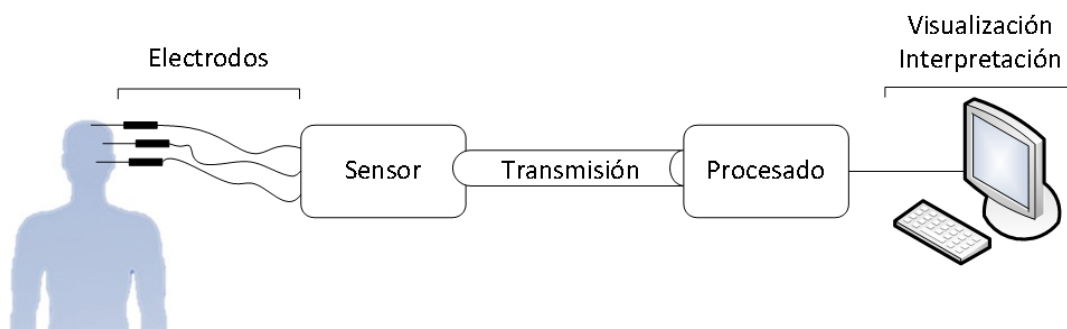 Electrodos
Sensor
Transmisión
Procesado
Visualización
Interpretación